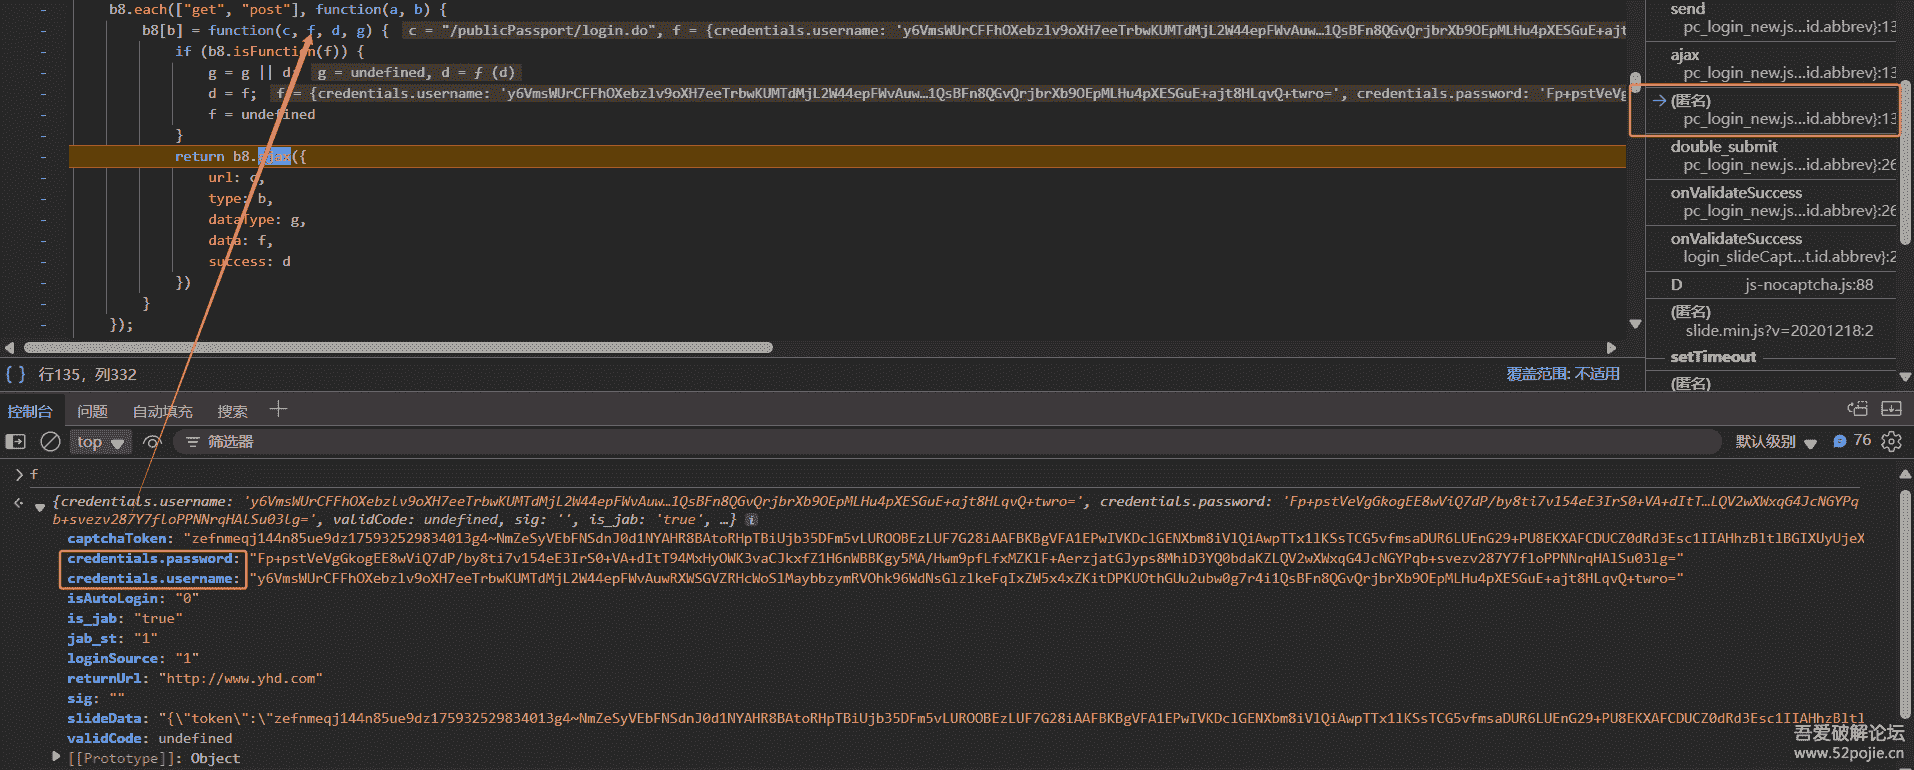 b8.each(["get", "post"], function(a, b) {
b8[b] = function(c, f, d, g) { c = "/publicPassport/login.do", f = {credentials.username: 'y6VmsWUrCFFhOXebzlv9oXH7eeTrbwKUMTdMjL2W44epFWvAuw…1QsBFn8QGvQrjbrXb9OEpMLHu4pXESGuE+ajt
if (b8.isFunction(f)) {
g = g || d; g = undefined, d = ƒ (d)
d = f; f = {credentials.username: 'y6VmsWUrCFFhOXebzlv9oXH7eeTrbwKUMTdMjL2W44epFWvAuw…1QsBFn8QGvQrjbrXb9OEpMLHu4pXESGuE+ajt8HLqvQ+twro=', credentials.password: 'Fp+pstVeVg
f = undefined
}
return b8.ajax({
url: c,
type: b,
dataType: g,
data: f,
success: d
})
}
});
send
pc_login_new.js…id.abbrev}:13
ajax
pc_login_new.js…id.abbrev}:13
(匿名)
pc_login_new.js…id.abbrev}:13
double_submit
pc_login_new.js…id.abbrev}:26
onValidateSuccess
pc_login_new.js…id.abbrev}:26
onValidateSuccess
login_slideCapt…t.id.abbrev}:2
D js-nocaptcha.js:88
(匿名)
slide.min.js?v=20201218:2
setTimeout
(匿名)
{ } 行135，列332 覆盖范围: 不适用
控制台 问题 自动填充 搜索
top 筛选器 默认级别 76
f
{credentials.username: 'y6VmsWUrCFFhOXebzlv9oXH7eeTrbwKUMTdMjL2W44epFWvAuw…1QsBFn8QGvQrjbrXb9OEpMLHu4pXESGuE+ajt8HLqvQ+twro=', credentials.password: 'Fp+pstVeVgGkogEE8wViQ7dP/by8ti7v154eE3IrS0+VA+dItT…LQV2wXWxqG4JcNGYPq
b+svezv287Y7floPPNNrqHAlSu03lg=', validCode: undefined, sig: '', is_jab: 'true', …}
captchaToken: "zefnmeqj144n85ue9dz175932529834013g4~NmZeSyVEbFNSdnJ0d1NYAHR8BAtoRHpTBiUjb35DFm5vLUROOBEzLUF7G28iAAFBKBgVFA1EPwIVKDclGENXbm8iVlQiAwpTTx1lKSsTCG5vfmsaDUR6LUEnG29+PU8EKXAFCDUCZ0dRd3Esc1IIAHhzBltlBGIXUyUjeX
credentials.password: "Fp+pstVeVgGkogEE8wViQ7dP/by8ti7v154eE3IrS0+VA+dItT94MxHyOWK3vaCJkxfZ1H6nWBBKgy5MA/Hwm9pfLfxMZKlF+AerzjatGJyps8MhiD3YQ0bdaKZLQV2wXWxqG4JcNGYPqb+svezv287Y7floPPNNrqHAlSu03lg="
credentials.username: "y6VmsWUrCFFhOXebzlv9oXH7eeTrbwKUMTdMjL2W44epFWvAuwRXWSGVZRHcWoSlMaybbzymRVOhk96WdNsGlzlkeFqIxZW5x4xZKitDPKUOthGUu2ubw0g7r4i1QsBFn8QGvQrjbrXb9OEpMLHu4pXESGuE+ajt8HLqvQ+twro="
isAutoLogin: "0"
is_jab: "true"
jab_st: "1"
loginSource: "1"
returnUrl: "http://www.yhd.com"
sig: ""
slideData: "{\"token\":\"zefnmeqj144n85ue9dz175932529834013g4~NmZeSyVEbFNSdnJ0d1NYAHR8BAtoRHpTBiUjb35DFm5vLUROOBEzLUF7G28iAAFBKBgVFA1EPwIVKDclGENXbm8iVlQiAwpTTx1lKSsTCG5vfmsaDUR6LUEnG29+PU8EKXAFCDUCZ0dRd3Esc1IIAHhzBltl
validCode: undefined
[[Prototype]]: Object
吾爱破解论坛
www.52pojie.cn